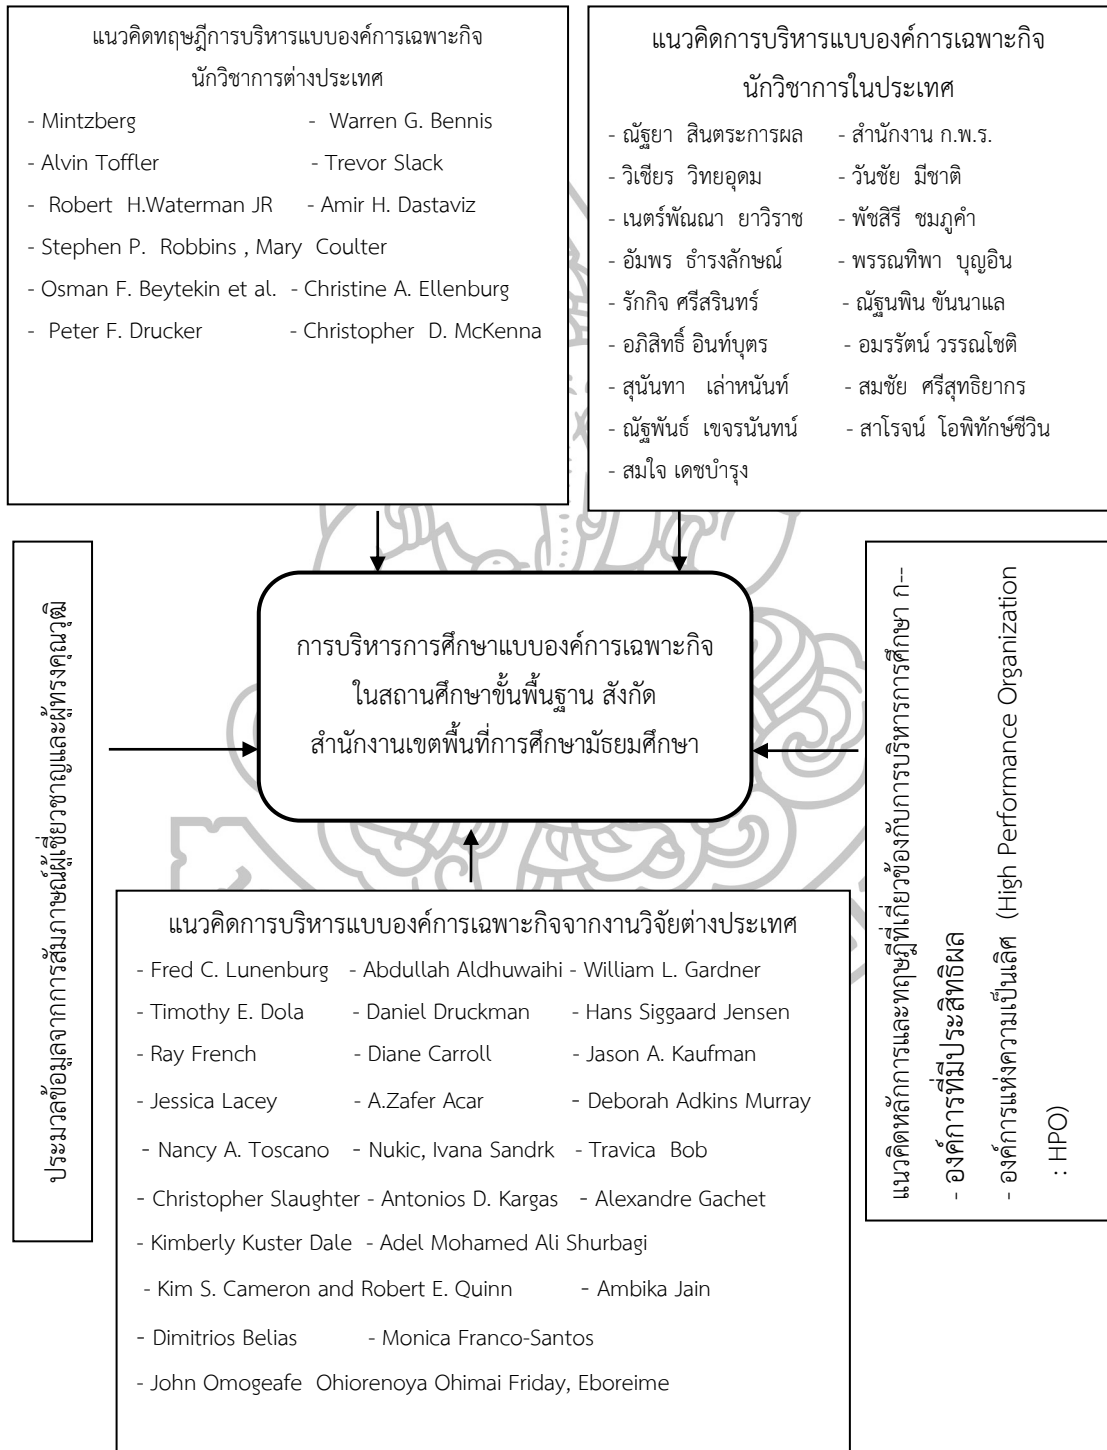 แนวคิดทฤษฎีการบริหารแบบองค์การเฉพาะกิจ
นักวิชาการต่างประเทศ
- Mintzberg - Warren G. Bennis
- Alvin Toffler - Trevor Slack
- Robert H.Waterman JR - Amir H. Dastaviz
- Stephen P. Robbins , Mary Coulter
- Osman F. Beytekin et al. - Christine A. Ellenburg
- Peter F. Drucker - Christopher D. McKenna
แนวคิดการบริหารแบบองค์การเฉพาะกิจ
นักวิชาการในประเทศ
- ณัฐยา สินตระการผล - สำนักงาน ก.พ.ร.
- วิเชียร วิทยอุดม - วันชัย มีชาติ
- เนตร์พัณณา ยาวิราช - พัชสิรี ชมภูคำ
- อัมพร ธำรงลักษณ์ - พรรณทิพา บุญอิน
- รักกิจ ศรีสรินทร์ - ณัฐนพิน ขันนาแล
- อภิสิทธิ์ อินท์บุตร - อมรรัตน์ วรรณโชติ
- สุนันทา เล่าหนันท์ - สมชัย ศรีสุทธิยากร
- ณัฐพันธ์ เขจรนันทน์ - สาโรจน์ โอพิทักษ์ชีวิน
- สมใจ เดชบำรุง
ประมวลข้อมูลจากการสัมภาษณ์ผู้เชี่ยวชาญและผู้ทรงคุณวุฒิ
การบริหารการศึกษาแบบองค์การเฉพาะกิจ
ในสถานศึกษาขั้นพื้นฐาน สังกัด
สำนักงานเขตพื้นที่การศึกษามัธยมศึกษา
แนวคิดหลักการและทฤษฎีที่เกี่ยวข้องกับการบริหารการศึกษา ก--
- องค์การที่มีประสิทธิผล
- องค์การแห่งความเป็นเลิศ (High Performance Organization
: HPO)
แนวคิดการบริหารแบบองค์การเฉพาะกิจจากงานวิจัยต่างประเทศ
- Fred C. Lunenburg - Abdullah Aldhuwaihi - William L. Gardner
- Timothy E. Dola - Daniel Druckman - Hans Siggaard Jensen
- Ray French - Diane Carroll - Jason A. Kaufman
- Jessica Lacey - A.Zafer Acar - Deborah Adkins Murray
- Nancy A. Toscano - Nukic, Ivana Sandrk - Travica Bob
- Christopher Slaughter - Antonios D. Kargas - Alexandre Gachet
- Kimberly Kuster Dale - Adel Mohamed Ali Shurbagi
- Kim S. Cameron and Robert E. Quinn - Ambika Jain
- Dimitrios Belias - Monica Franco-Santos
- John Omogeafe Ohiorenoya Ohimai Friday, Eboreime